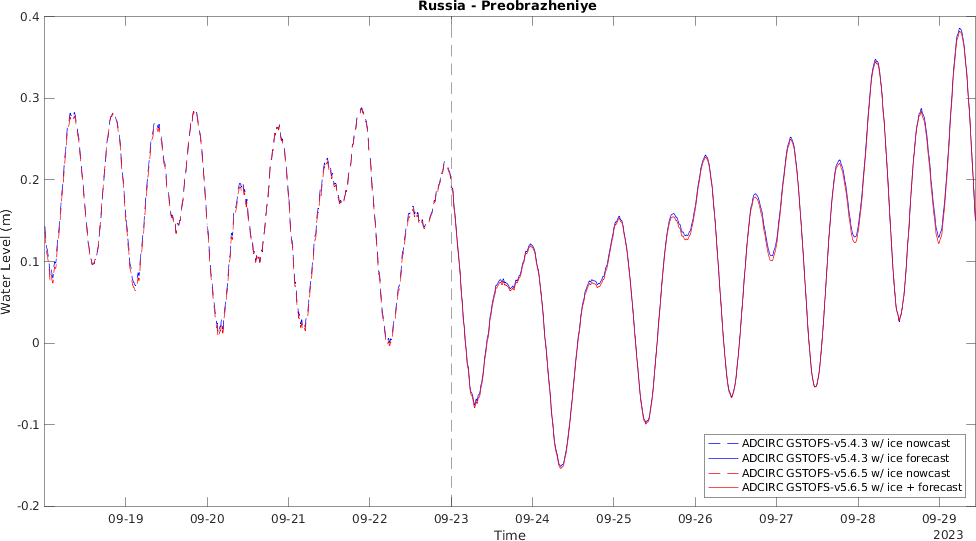 Russia - Preobrazheniye
0.4
0.3
0.2
0.1
0
-0.1
-0.2
Water Level (m)
ADCIRC GSTOFS-v5.4.3 w/ ice nowcast
ADCIRC GSTOFS-v5.4.3 w/ ice forecast
ADCIRC GSTOFS-v5.6.5 w/ ice nowcast
ADCIRC GSTOFS-v5.6.5 w/ ice + forecast
09-19 09-20 09-21 09-22 09-23 09-24 09-25 09-26 09-27 09-28 09-29
Time
2023